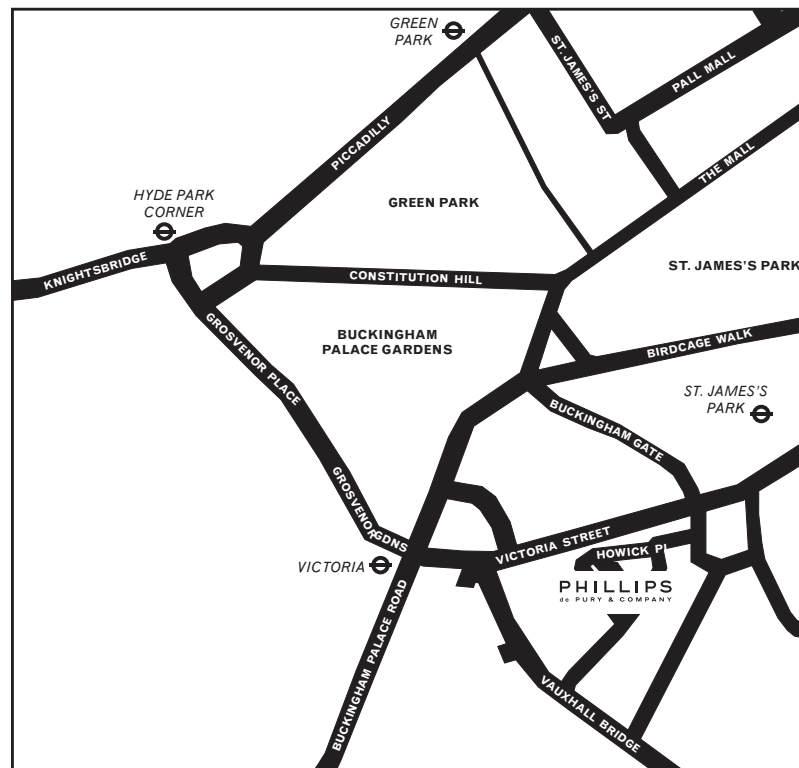 GREEN
PARK
ST. JAMES'S ST
PALL MALL
PICCADILLY
THE MALL
HYDE PARK
CORNER
GREEN PARK
KNIGHTSBRIDGE
CONSTITUTION HILL
ST. JAMES'S PARK
GROSVENOR PLACE
BUCKINGHAM
PALACE GARDENS
BIRDCAGE WALK
ST. JAMES'S
PARK
BUCKINGHAM GATE
GROSVENOR
GDNS
VICTORIA STREET
HOWICK Pl
VICTORIA
PHILLIPS
de PURY & COMPANY
BUCKINGHAM PALACE ROAD
VAUXHALL BRIDGE